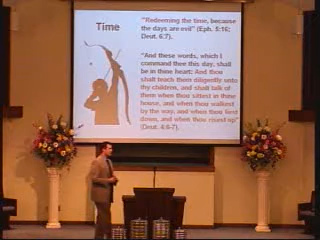 Time
"Redeeming the time, because
the days are evil" (Eph. 5:16;
Deut. 6:7).
"And these words, which I
command thee this day, shall
be in thine heart: And thou
shalt teach them diligently unto
thy children, and shalt talk of
them when thou sittest in thine
house, and when thou walkest
by the way, and when thou liest
down, and when thou risest up"
(Deut. 6:6-7).